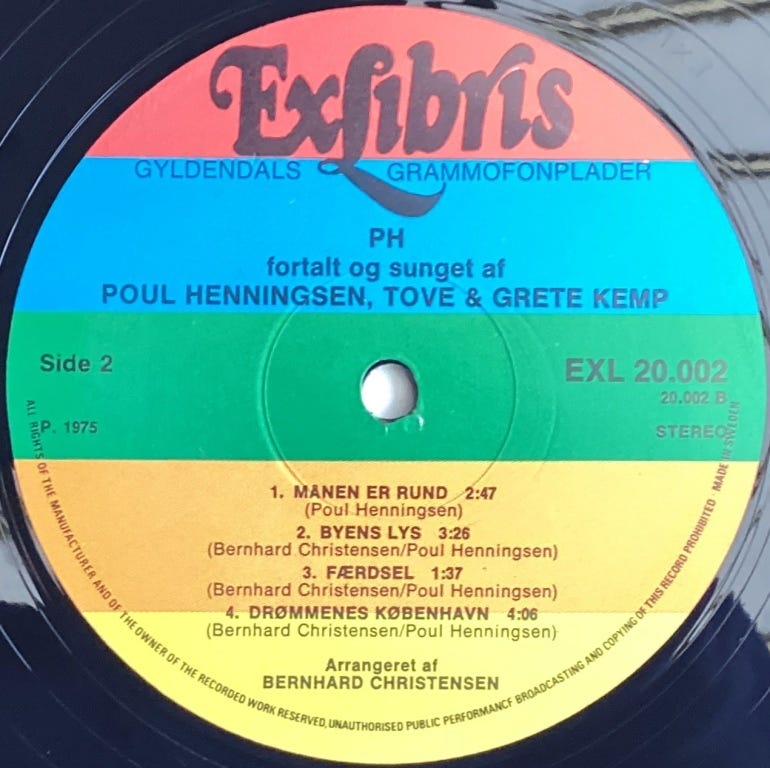 ExLibris
GYLDENDALS GRAMMOFONPLADER
PH
fortalt og sunget af
POUL HENNINGSEN, TOVE & GRETE KEMP
Side 2
EXL 20.002
20.002 B
P. 1975
STEREO
1. MANEN ER RUND 2:47
(Poul Henningsen)
2. BYENS LYS 3:26
(Bernhard Christensen/Poul Henningsen)
3. FÆRDSEL 1:37
(Bernhard Christensen/Poul Henningsen)
4. DRØMMENES KØBENHAVN 4:06
(Bernhard Christensen/Poul Henningsen)
Arrangeret af
BERNHARD CHRISTENSEN
ALL RIGHTS OF THE MANUFACTURER AND OF THE OWNER OF THE RECORDED WORK RESERVED, UNAUTHORISED PUBLIC PERFORMANCE BROADCASTING AND COPYING OF THIS RECORD PROHIBITED MADE IN SWEDEN